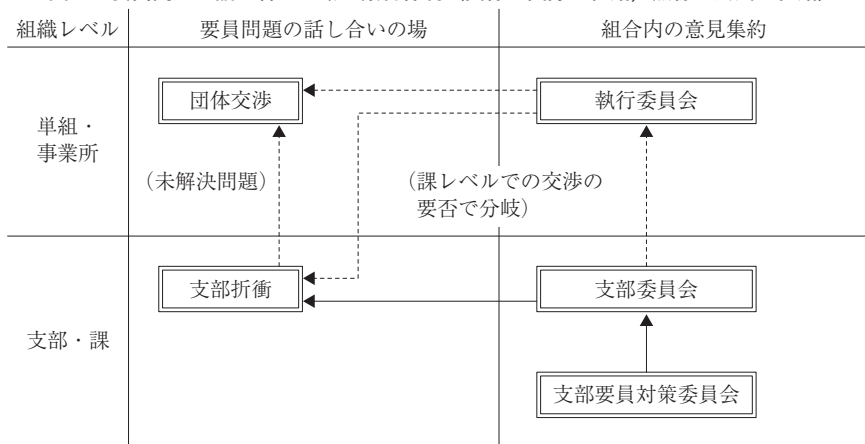 組織レベル 要員問題の話し合いの場 組合内の意見集約
団体交渉 執行委員会
単組・
事業所
(未解決問題) (課レベルでの交渉の
要否で分岐)
支部折衝 支部委員会
支部・課
支部要員対策委員会